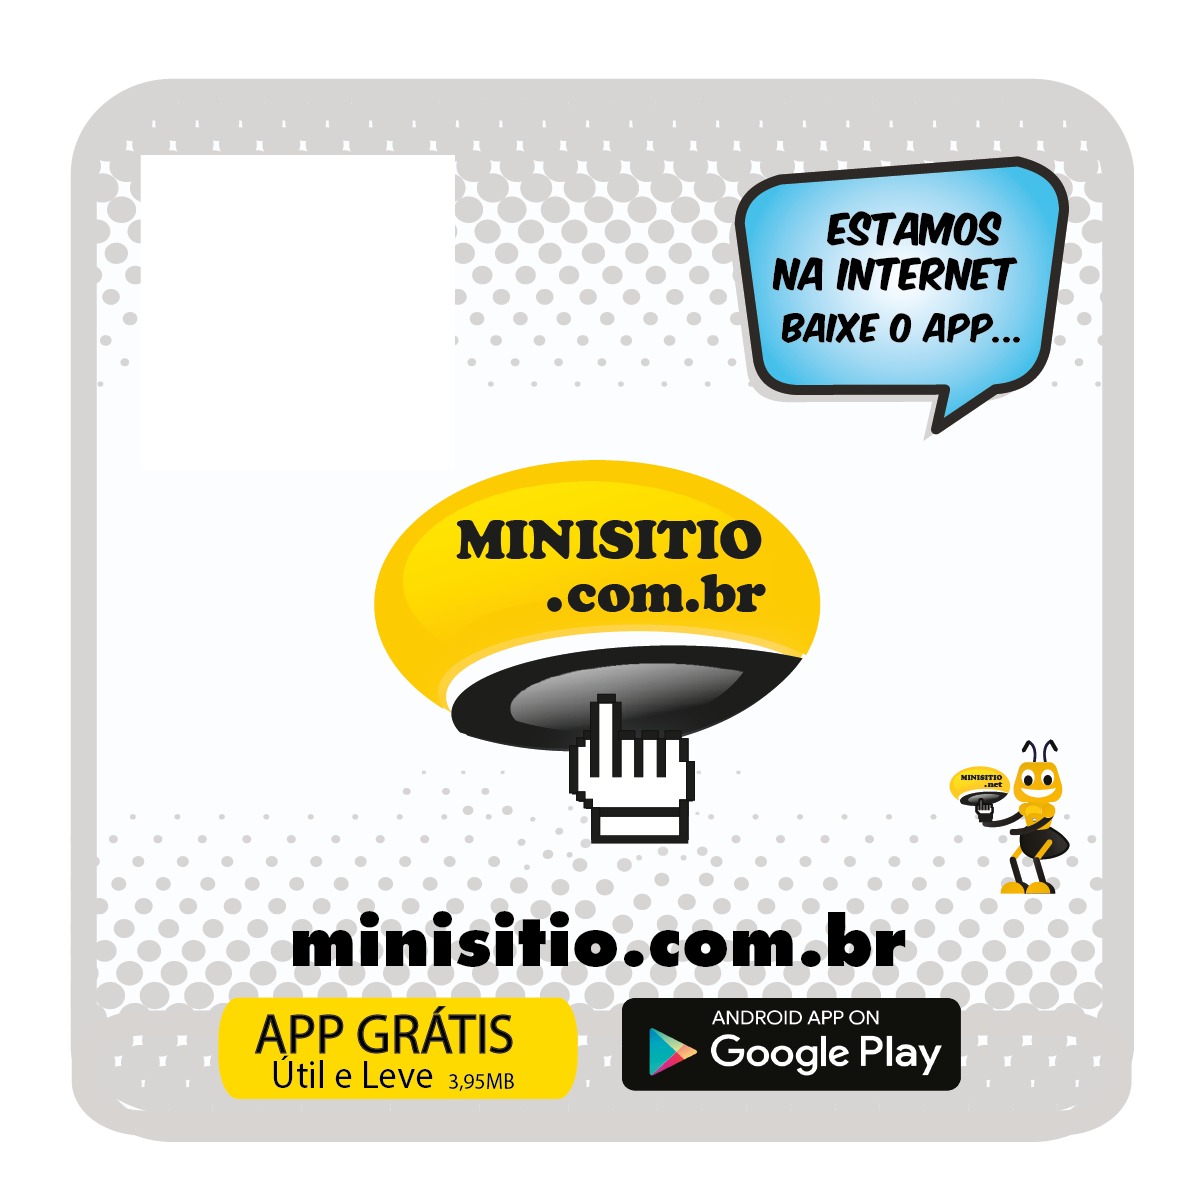 ESTAMOS
NA INTERNET
BAIXE O APP...
MINISITIO
.com.br
MINISITIO
.net
minisitio.com.br
APP GRÁTIS
Útil e Leve 3,95MB
ANDROID APP ON
Google Play